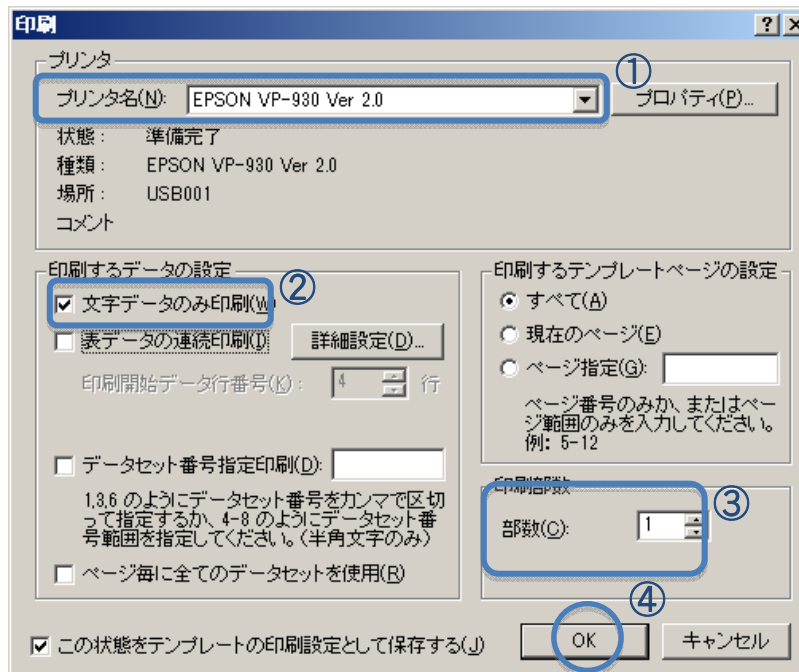 印刷
プリンタ
①
プリンタ名(N): EPSON VP-930 Ver 2.0 プロパティ(P)...
状態： 準備完了
種類： EPSON VP-930 Ver 2.0
場所： USB001
コメント
印刷するデータの設定
②
文字データのみ印刷(W)
表データの連続印刷(I) 詳細設定(D)...
印刷開始データ行番号(K)： 4 行
データセット番号指定印刷(D):
1,3,6 のようにデータセット番号をカンマで区切
って指定するか、4-8 のようにデータセット番
号範囲を指定してください。（半角文字のみ）
ページ毎に全てのデータセットを使用(R)
印刷するテンプレートページの設定
すべて(A)
現在のページ(E)
ページ指定(G):
ページ番号のみか、またはペー
ジ範囲のみを入力してください。
例: 5-12
印刷部数
③
部数(C): 1
④
この状態をテンプレートの印刷設定として保存する(J)
OK キャンセル